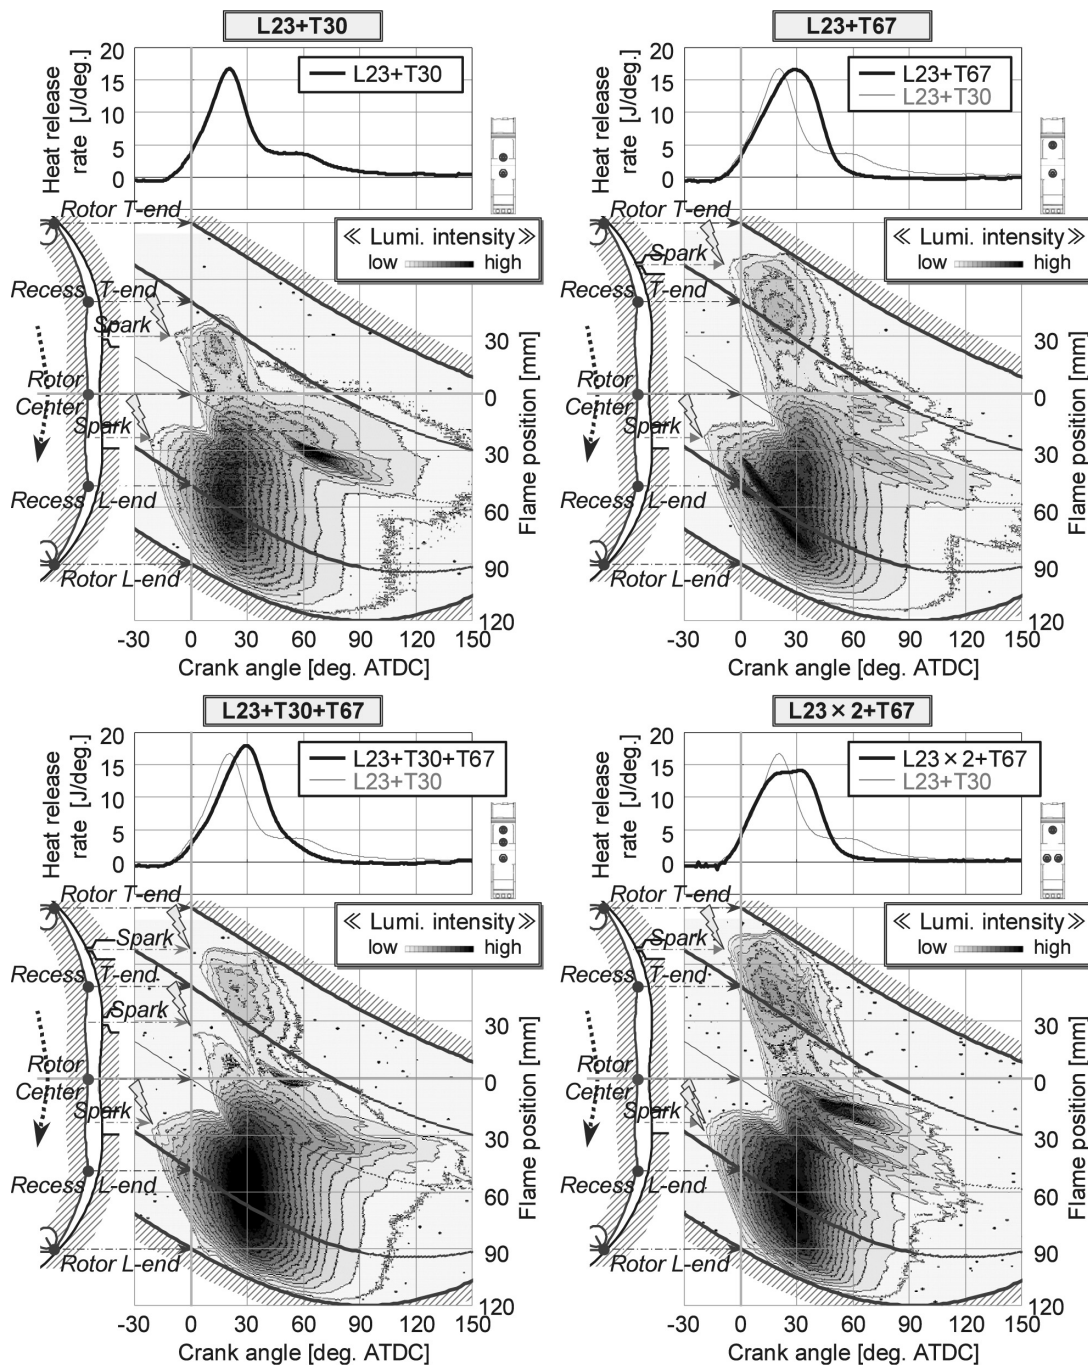 L23+T30
20
15
10
5
0
Heat release
rate [J/deg.]
L23+T30
Rotor T-end
≪ Lumi. intensity ≫
low high
Recess T-end
Spark
Rotor
Center
Spark
Recess L-end
Rotor L-end
30
0
30
60
90
120
Flame position [mm]
-30 0 30 60 90 120 150
Crank angle [deg. ATDC]
L23+T67
20
15
10
5
0
Heat release
rate [J/deg.]
L23+T67
L23+T30
Rotor T-end
≪ Lumi. intensity ≫
low high
Spark
Recess T-end
Rotor
Center
Spark
Recess L-end
Rotor L-end
30
0
30
60
90
120
Flame position [mm]
-30 0 30 60 90 120 150
Crank angle [deg. ATDC]
L23+T30+T67
20
15
10
5
0
Heat release
rate [J/deg.]
L23+T30+T67
L23+T30
Rotor T-end
≪ Lumi. intensity ≫
low high
Spark
Recess T-end
Spark
Rotor
Center
Spark
Recess L-end
Rotor L-end
30
0
30
60
90
120
Flame position [mm]
-30 0 30 60 90 120 150
Crank angle [deg. ATDC]
L23×2+T67
20
15
10
5
0
Heat release
rate [J/deg.]
L23×2+T67
L23+T30
Rotor T-end
≪ Lumi. intensity ≫
low high
Spark
Recess T-end
Rotor
Center
Spark
Recess L-end
Rotor L-end
30
0
30
60
90
120
Flame position [mm]
-30 0 30 60 90 120 150
Crank angle [deg. ATDC]